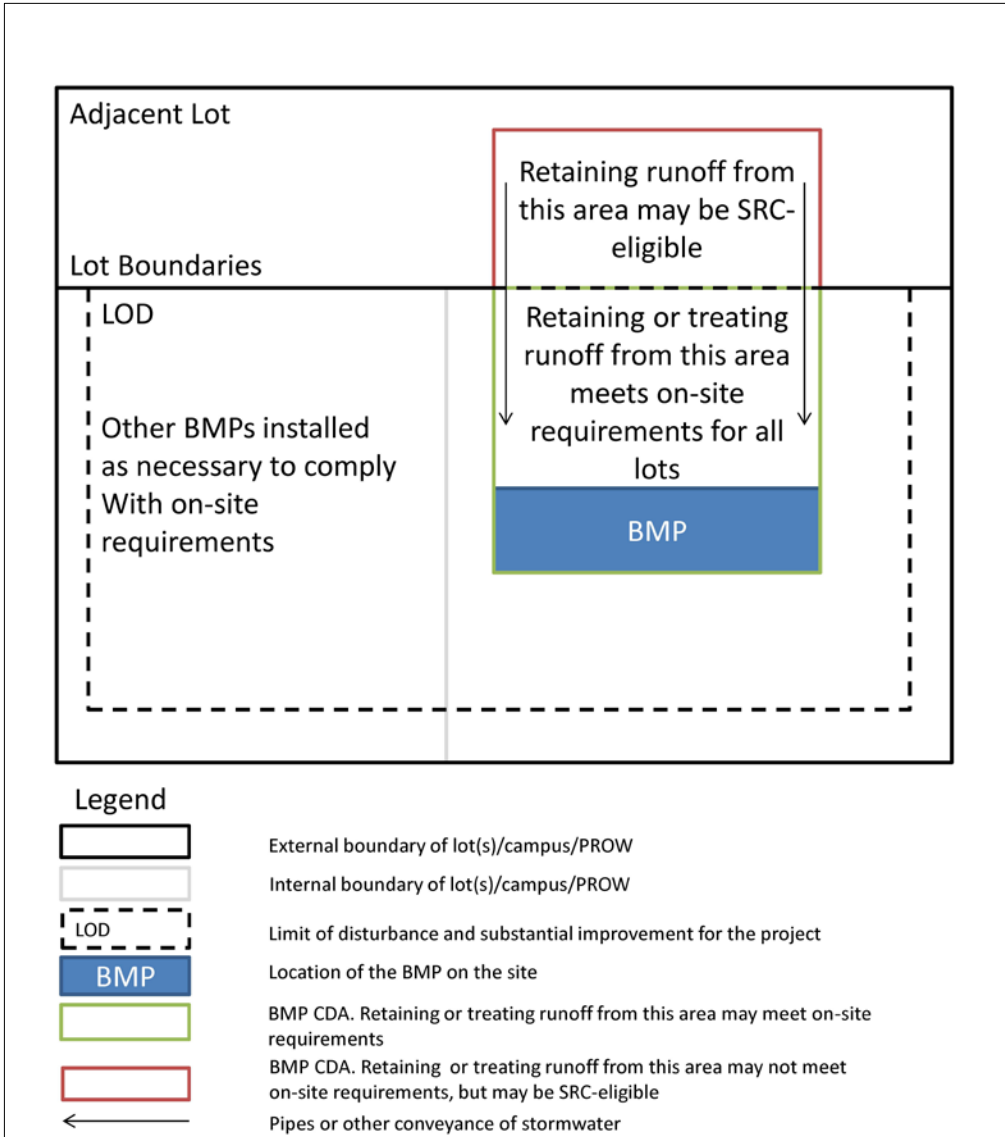 Adjacent Lot
Retaining runoff from
this area may be SRC-
eligible
Lot Boundaries
LOD
Retaining or treating
runoff from this area
meets on-site
requirements for all
lots
Other BMPs installed
as necessary to comply
With on-site
requirements
BMP
Legend
External boundary of lot(s)/campus/PROW
Internal boundary of lot(s)/campus/PROW
LOD
Limit of disturbance and substantial improvement for the project
BMP
Location of the BMP on the site
BMP CDA. Retaining or treating runoff from this area may meet on-site
requirements
BMP CDA. Retaining or treating runoff from this area may not meet
on-site requirements, but may be SRC-eligible
Pipes or other conveyance of stormwater